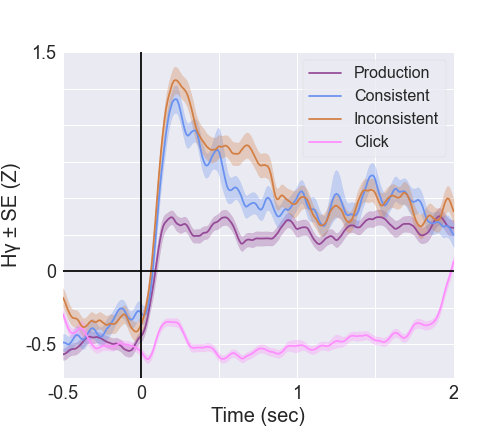 1.5
Production
Consistent
Inconsistent
Click
Hγ ± SE (Z)
0
-0.5
-0.5
0
1
2
Time (sec)